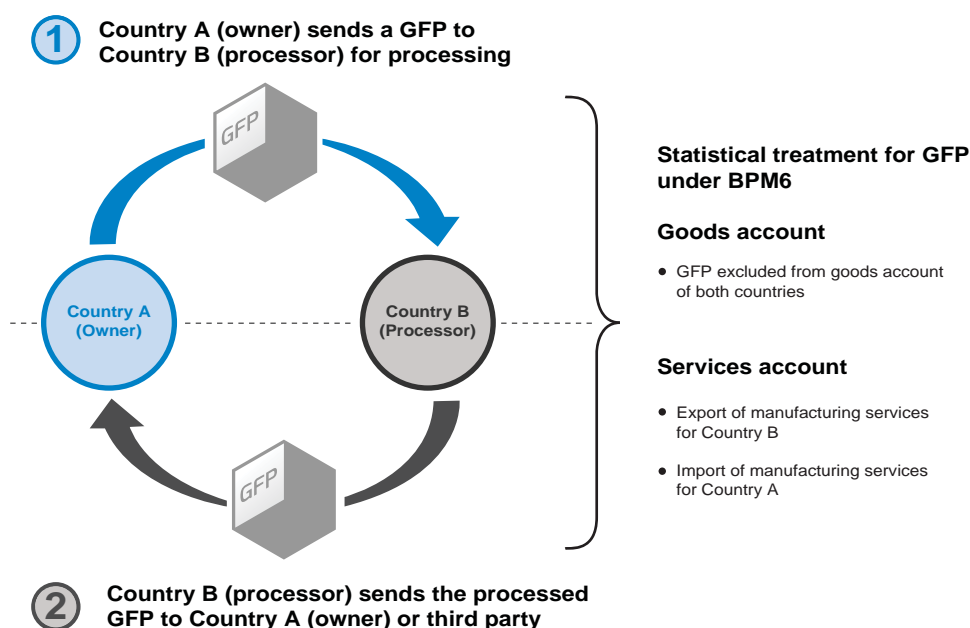 1
Country A (owner) sends a GFP to
Country B (processor) for processing
GFP
Statistical treatment for GFP
under BPM6
Goods account
• GFP excluded from goods account
of both countries
Country A
(Owner)
Country B
(Processor)
Services account
• Export of manufacturing services
for Country B
• Import of manufacturing services
for Country A
GFP
2
Country B (processor) sends the processed
GFP to Country A (owner) or third party